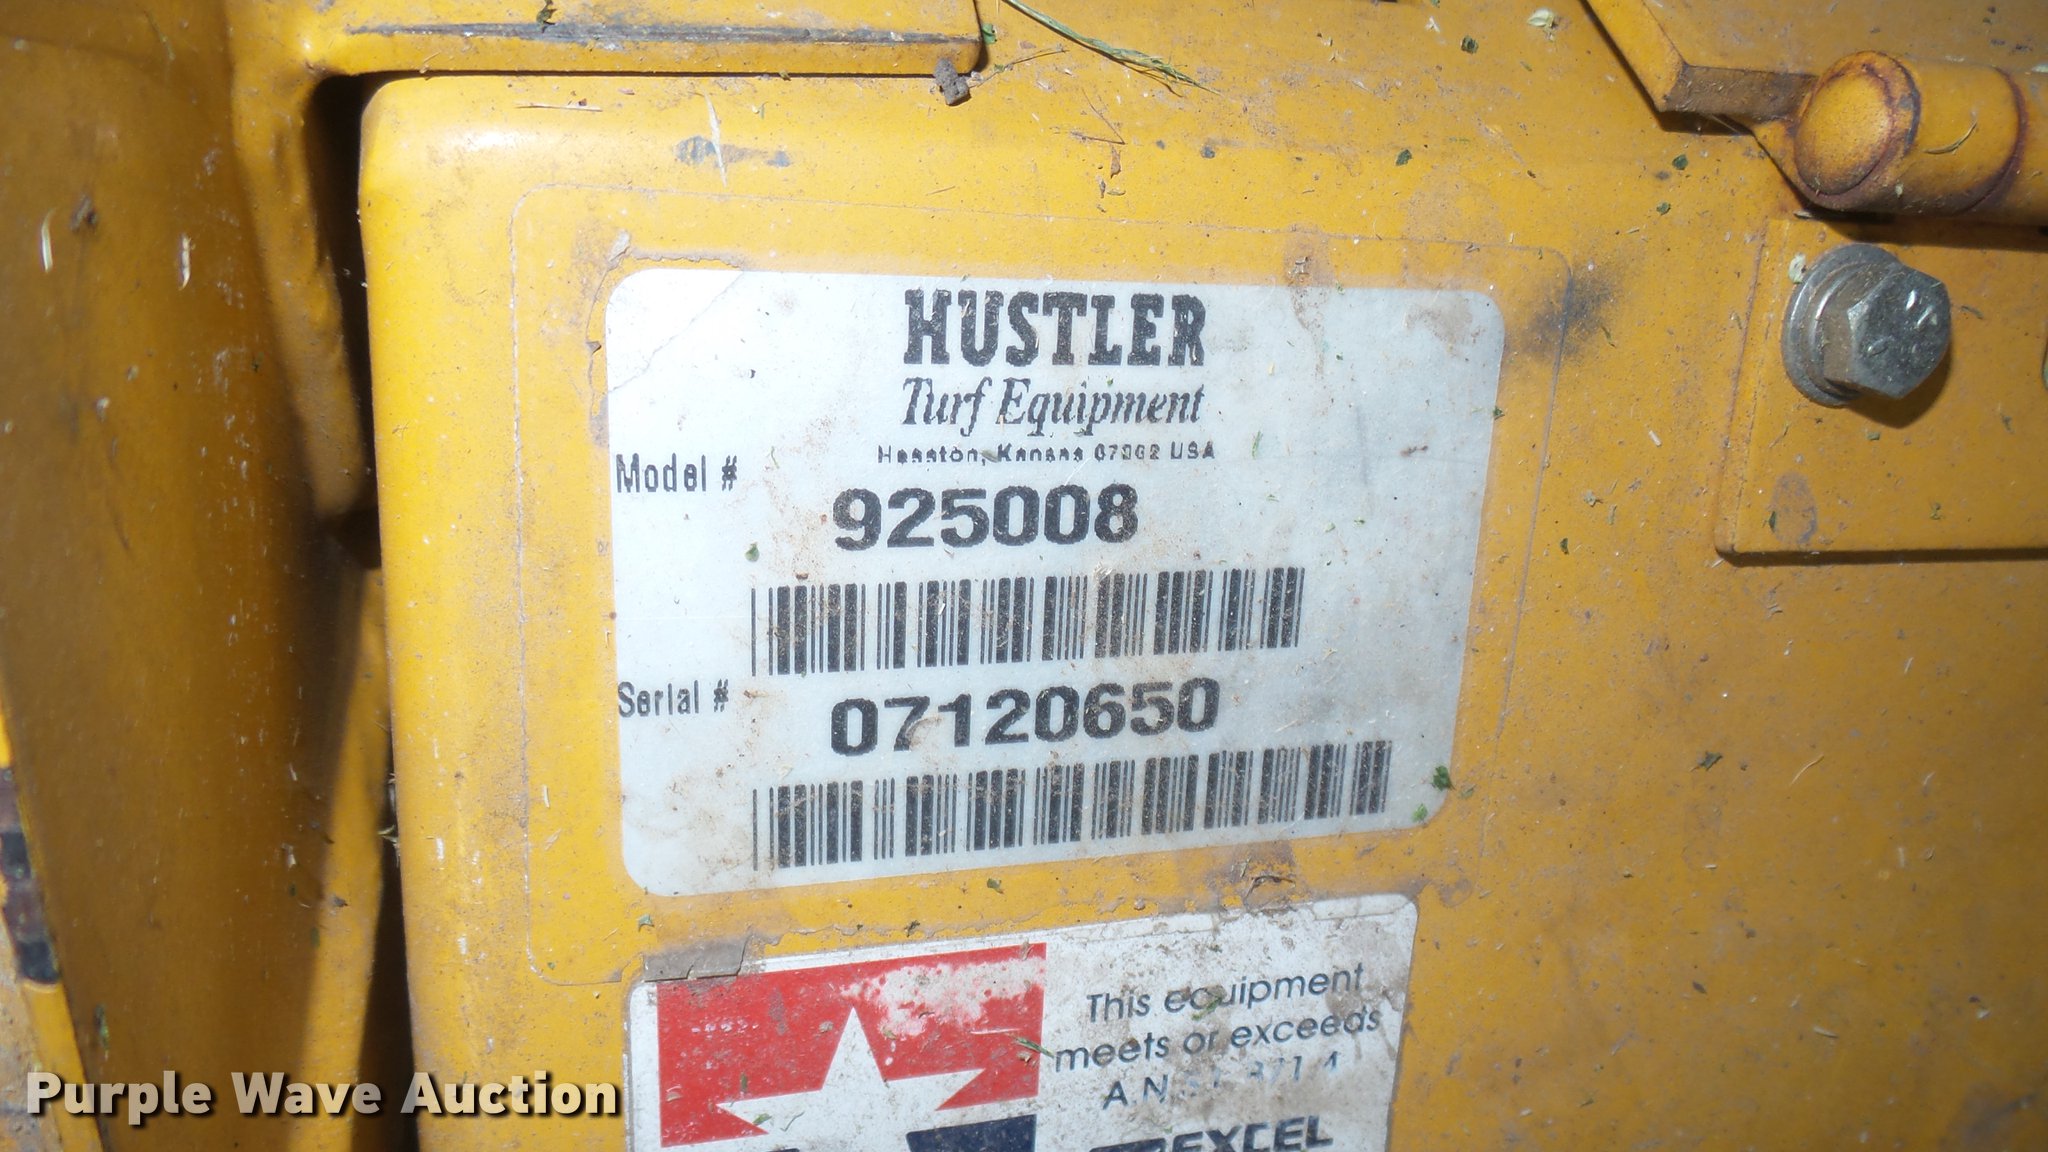 HUSTLER
Turf Equipment
Hesston, Kansas USA
Model #
925008
Serial #
07120650
This equipment
meets or exceeds
EXCEL
Purple Wave Auction